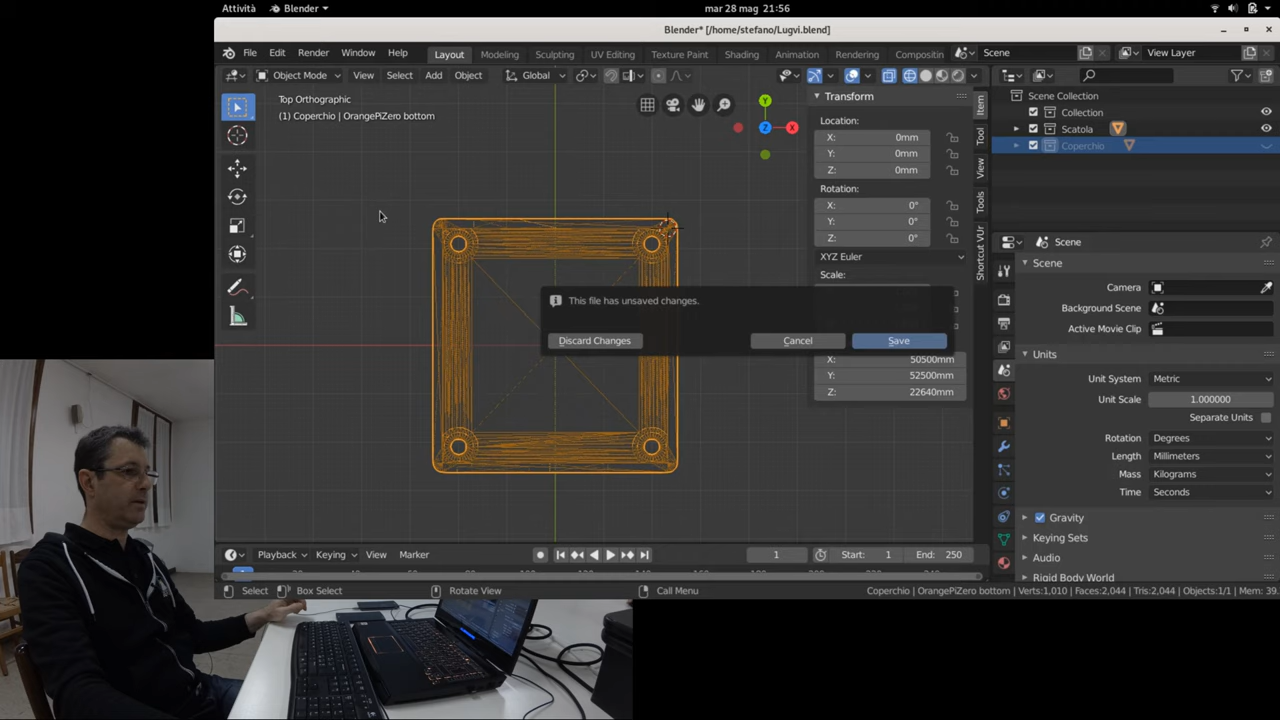 Attività
Blender
mar 28 mag 21:56
Blender* [/home/stefano/Lugvi.blend]
File Edit Render Window Help
Layout Modeling Sculpting UV Editing Texture Paint Shading Animation Rendering Compositin
Scene
View Layer
Object Mode
View Select Add Object
Global
Top Orthographic
(1) Coperchio | OrangePiZero bottom
Y
Z
X
Transform
Location:
X: 0mm
Y: 0mm
Z: 0mm
Rotation:
X: 0°
Y: 0°
Z: 0°
XYZ Euler
Scale:
X: 50500mm
Y: 52500mm
Z: 22640mm
Item
Tool
View
Tools
Shortcut VUr
This file has unsaved changes.
Discard Changes
Cancel
Save
Scene Collection
Collection
Scatola
Coperchio
Scene
Scene
Camera
Background Scene
Active Movie Clip
Units
Unit System Metric
Unit Scale 1.000000
Separate Units
Rotation Degrees
Length Millimeters
Mass Kilograms
Time Seconds
Gravity
Keying Sets
Audio
Rigid Body World
Playback Keying View Marker
1
Start: 1
End: 250
Select
Box Select
Rotate View
Call Menu
Coperchio | OrangePiZero bottom | Verts:1,010 | Faces:2,044 | Tris:2,044 | Objects:1/1 | Mem: 39.